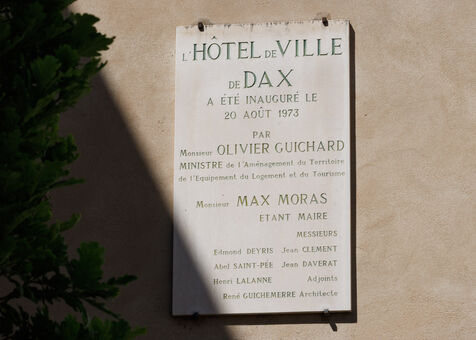 L'HÔTEL DE VILLE
DE DAX
A ÉTÉ INAUGURÉ LE
20 AOÛT 1973
PAR
Monsieur OLIVIER GUICHARD
MINISTRE de l'Aménagement du Territoire
de l'Equipement du Logement et du Tourisme
Monsieur MAX MORAS
ETANT MAIRE
MESSIEURS
Edmond DEYRIS Jean CLEMENT
Abel SAINT-PÉE Jean DAVERAT
Henri LALANNE Adjoints
René GUICHEMERRE Architecte